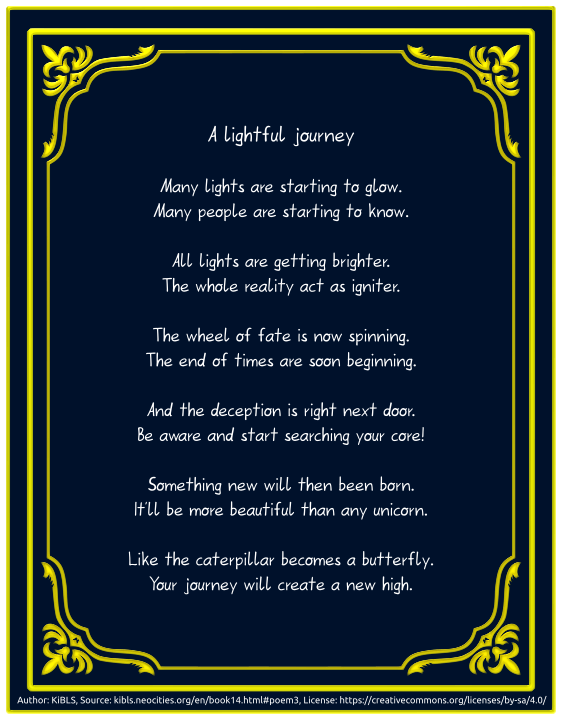 A lightful journey
Many lights are starting to glow.
Many people are starting to know.
All lights are getting brighter.
The whole reality act as igniter.
The wheel of fate is now spinning.
The end of times are soon beginning.
And the deception is right next door.
Be aware and start searching your core!
Something new will then been born.
It'll be more beautiful than any unicorn.
Like the caterpillar becomes a butterfly.
Your journey will create a new high.
Author: KiBLS, Source: kibls.neocities.org/en/book14.html#poem3, License: https://creativecommons.org/licenses/by-sa/4.0/